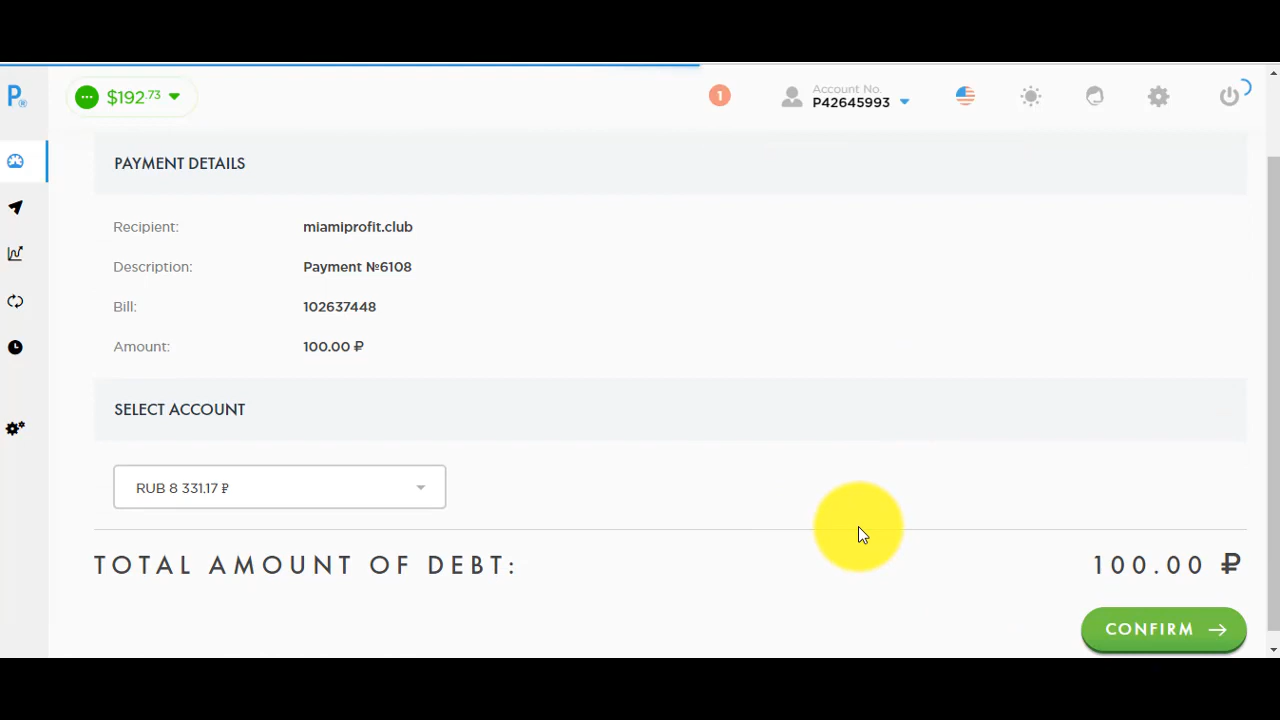 P®
$192.73
1
Account No.
P42645993
PAYMENT DETAILS
Recipient: miamiprofit.club
Description: Payment №6108
Bill: 102637448
Amount: 100.00 ₽
SELECT ACCOUNT
RUB 8 331.17 ₽
TOTAL AMOUNT OF DEBT: 100.00 ₽
CONFIRM →